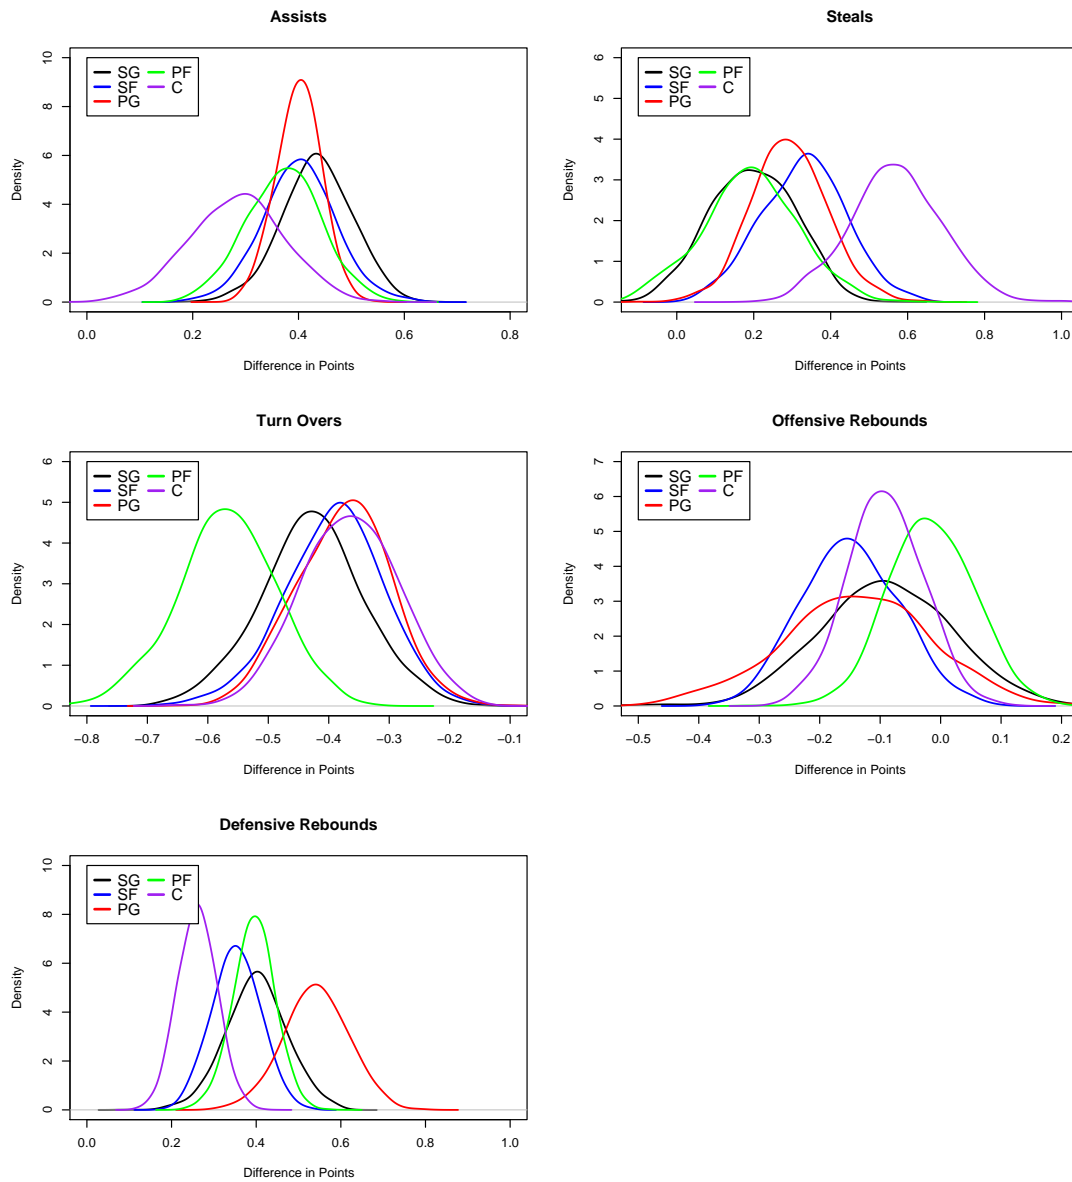 Assists
SG PF
SF C
PG
Density
0 2 4 6 8 10
0.0 0.2 0.4 0.6 0.8
Difference in Points
Steals
SG PF
SF C
PG
Density
0 1 2 3 4 5 6
0.0 0.2 0.4 0.6 0.8 1.0
Difference in Points
Turn Overs
SG PF
SF C
PG
Density
0 1 2 3 4 5 6
−0.8 −0.7 −0.6 −0.5 −0.4 −0.3 −0.2 −0.1
Difference in Points
Offensive Rebounds
SG PF
SF C
PG
Density
0 1 2 3 4 5 6 7
−0.5 −0.4 −0.3 −0.2 −0.1 0.0 0.1 0.2
Difference in Points
Defensive Rebounds
SG PF
SF C
PG
Density
0 2 4 6 8 10
0.0 0.2 0.4 0.6 0.8 1.0
Difference in Points